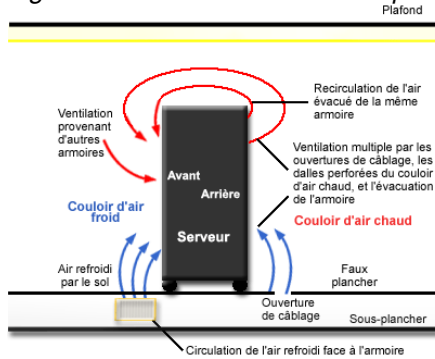 Plafond
Recirculation de l'air
évacué de la même
armoire
Ventilation
provenant
d'autres
armoires
Ventilation multiple par les
ouvertures de câblage, les
dalles perforées du couloir
d'air chaud, et l'évacuation
de l'armoire
Avant
Arrière
Couloir d'air
froid
Couloir d'air chaud
Serveur
Air refroidi
par le sol
Faux
plancher
Ouverture
de câblage
Sous-plancher
Circulation de l'air refroidi face à l'armoire